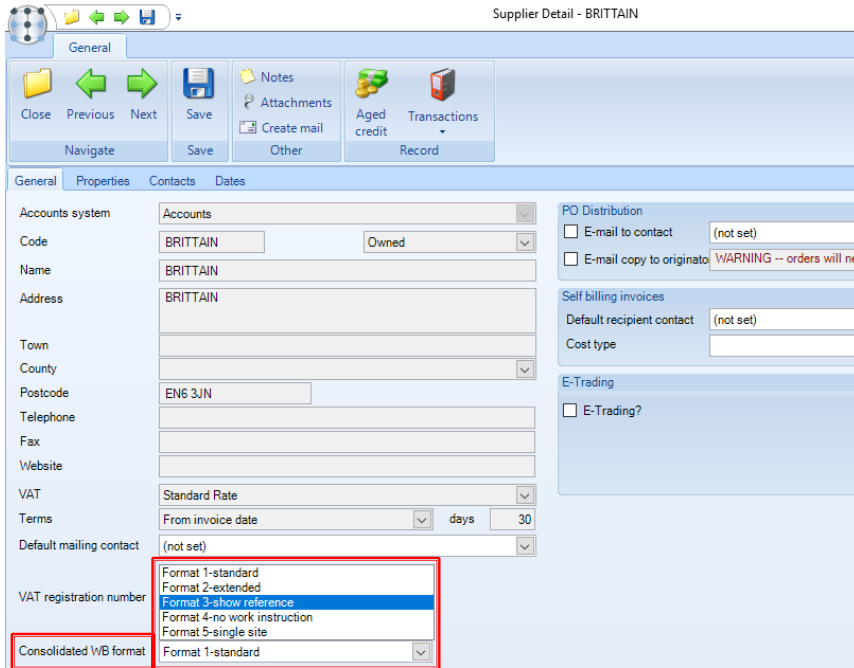 Supplier Detail - BRITTAIN
General
Close
Previous
Next
Save
Notes
Attachments
Create mail
Aged credit
Transactions
Navigate
Save
Other
Record
General Properties Contacts Dates
Accounts system Accounts
Code BRITTAIN Owned
Name BRITTAIN
Address BRITTAIN
Town
County
Postcode EN6 3JN
Telephone
Fax
Website
VAT Standard Rate
Terms From invoice date days 30
Default mailing contact (not set)
VAT registration number
Format 1-standard
Format 2-extended
Format 3-show reference
Format 4-no work instruction
Format 5-single site
Consolidated WB format Format 1-standard
PO Distribution
E-mail to contact (not set)
E-mail copy to originato WARNING -- orders will ne
Self billing invoices
Default recipient contact (not set)
Cost type
E-Trading
E-Trading?